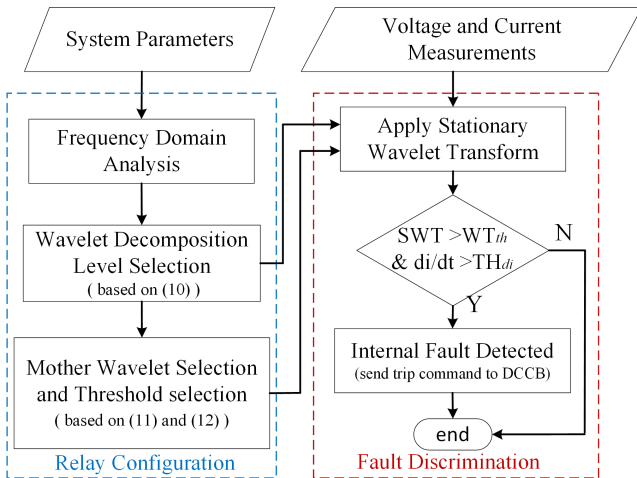 System Parameters
Frequency Domain
Analysis
Wavelet Decomposition
Level Selection
( based on (10) )
Mother Wavelet Selection
and Threshold selection
( based on (11) and (12) )
Relay Configuration
Voltage and Current
Measurements
Apply Stationary
Wavelet Transform
SWT >WTth
& di/dt >THdi
N
Y
Internal Fault Detected
(send trip command to DCCB)
end
Fault Discrimination